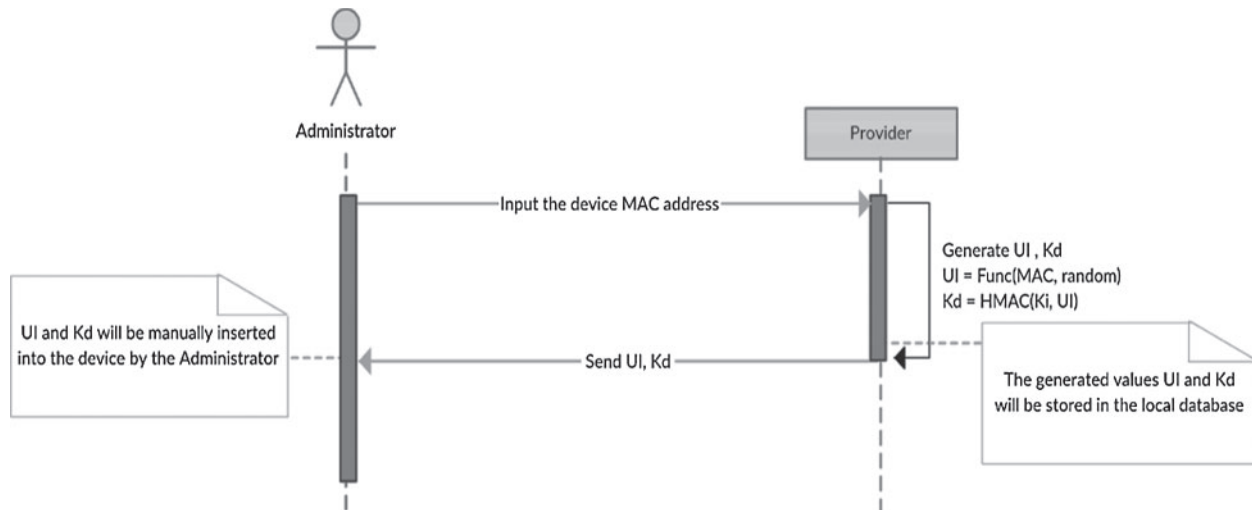 Administrator
Provider
Input the device MAC address
Generate UI , Kd
UI = Func(MAC, random)
Kd = HMAC(Ki, UI)
UI and Kd will be manually inserted
into the device by the Administrator
Send UI, Kd
The generated values UI and Kd
will be stored in the local database